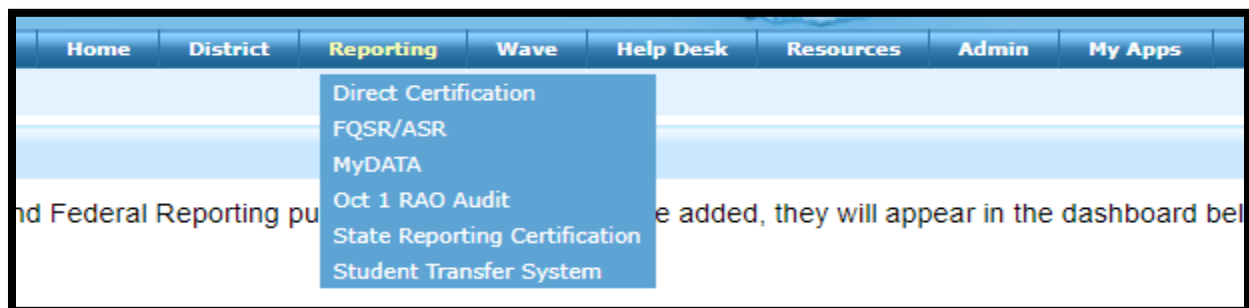 Home District Reporting Wave Help Desk Resources Admin My Apps
Direct Certification
FQSR/ASR
MyDATA
Oct 1 RAO Audit
nd Federal Reporting pu e added, they will appear in the dashboard bel
State Reporting Certification
Student Transfer System